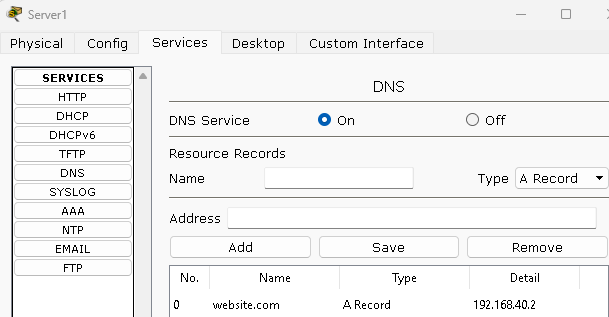 Server1
Physical Config Services Desktop Custom Interface
SERVICES
HTTP
DHCP
DHCPv6
TFTP
DNS
SYSLOG
AAA
NTP
EMAIL
FTP
DNS
DNS Service On Off
Resource Records
Name Type A Record
Address
Add Save Remove
No. Name Type Detail
0 website.com A Record 192.168.40.2